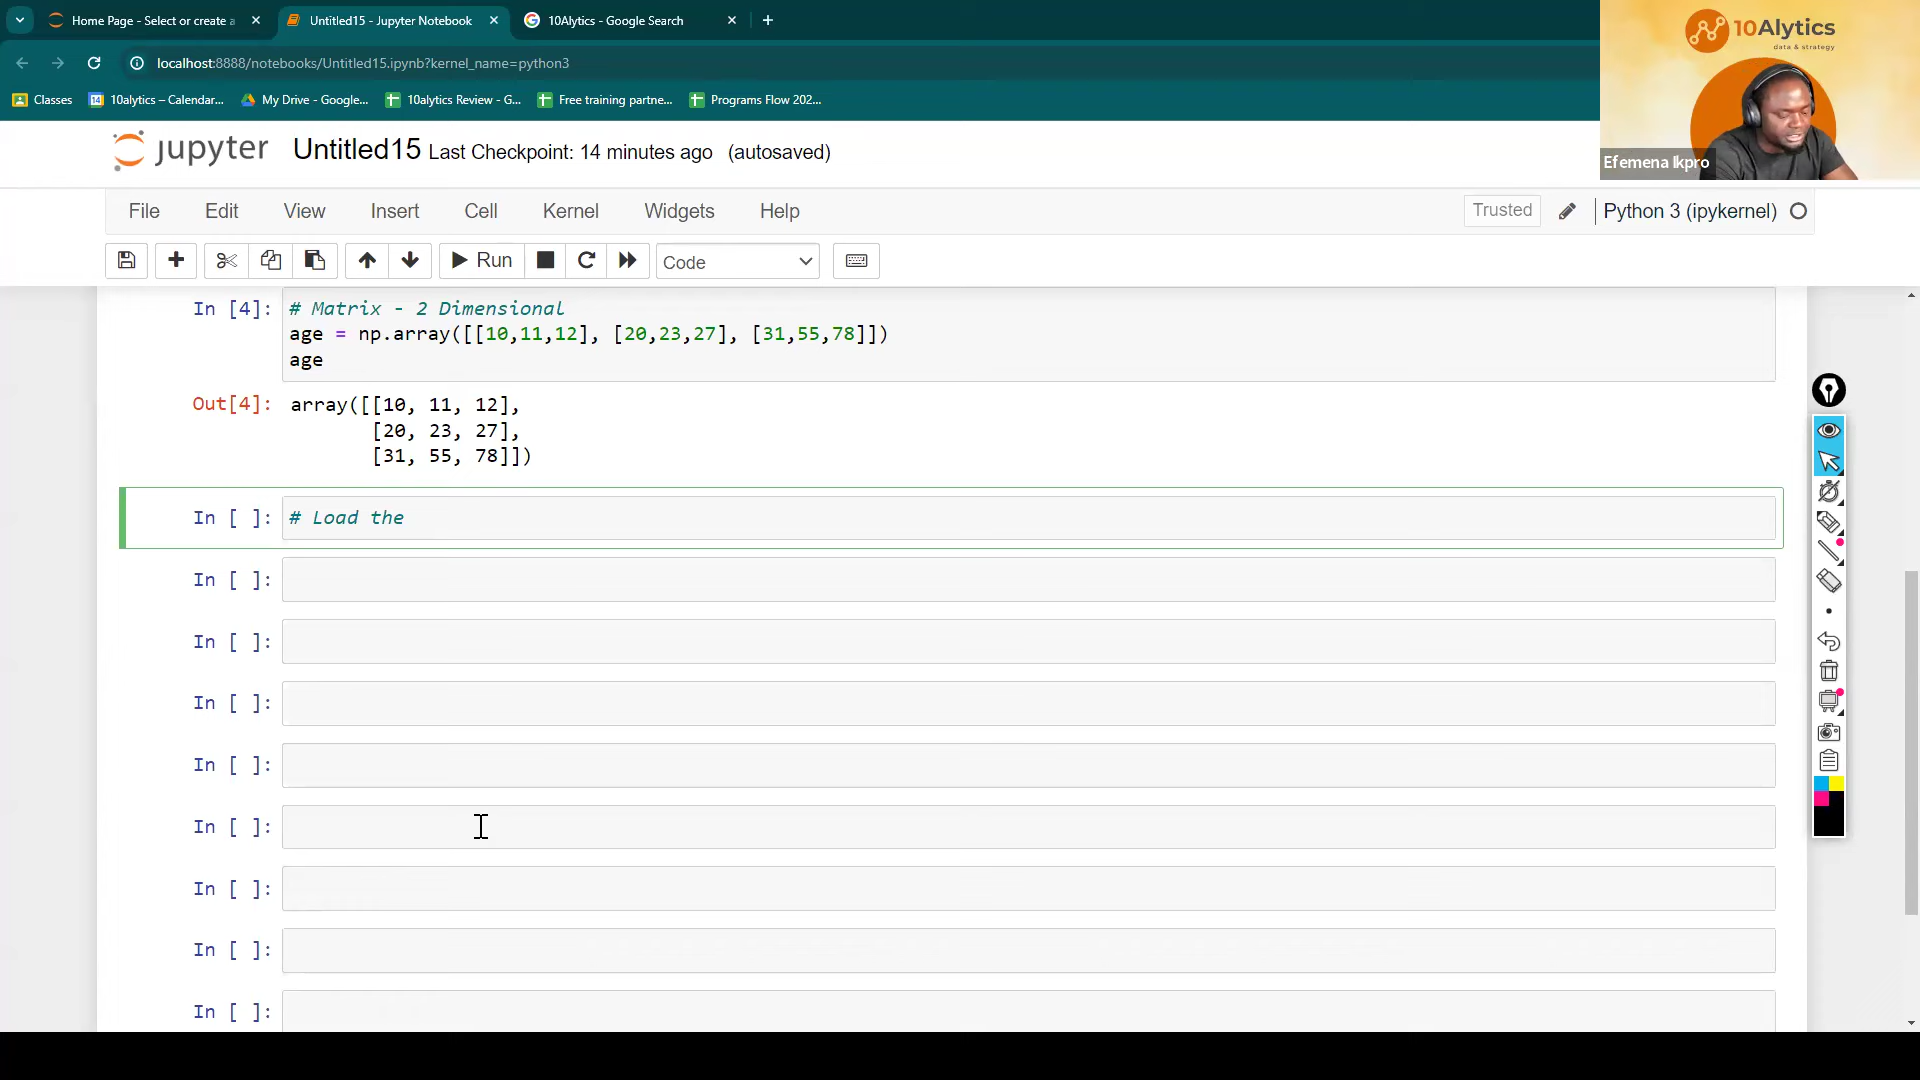 Home Page - Select or create a
Untitled15 - Jupyter Notebook
10Alytics - Google Search
localhost:8888/notebooks/Untitled15.ipynb?kernel_name=python3
Classes
10alytics – Calendar...
My Drive - Google...
10alytics Review - G...
Free training partne...
Programs Flow 202...
10Alytics
data & strategy
Efemena Ikpro
jupyter
Untitled15 Last Checkpoint: 14 minutes ago (autosaved)
File Edit View Insert Cell Kernel Widgets Help
Trusted
Python 3 (ipykernel)
Run
Code
In [4]: # Matrix - 2 Dimensional
age = np.array([[10,11,12], [20,23,27], [31,55,78]])
age
Out[4]: array([[10, 11, 12],
[20, 23, 27],
[31, 55, 78]])
In [ ]: # Load the
In [ ]:
In [ ]:
In [ ]:
In [ ]:
In [ ]:
In [ ]:
In [ ]:
In [ ]: